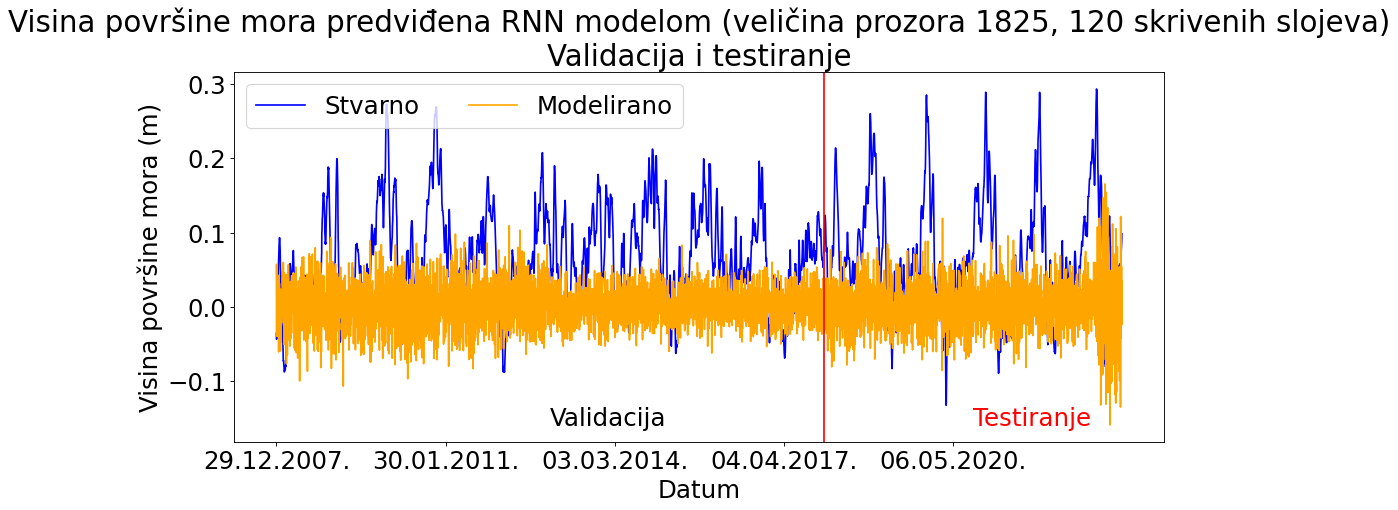 Visina površine mora predviđena RNN modelom (veličina prozora 1825, 120 skrivenih slojeva)
Validacija i testiranje
Stvarno
Modelirano
Visina površine mora (m)
0.3
0.2
0.1
0.0
−0.1
Validacija
Testiranje
29.12.2007.
30.01.2011.
03.03.2014.
04.04.2017.
06.05.2020.
Datum